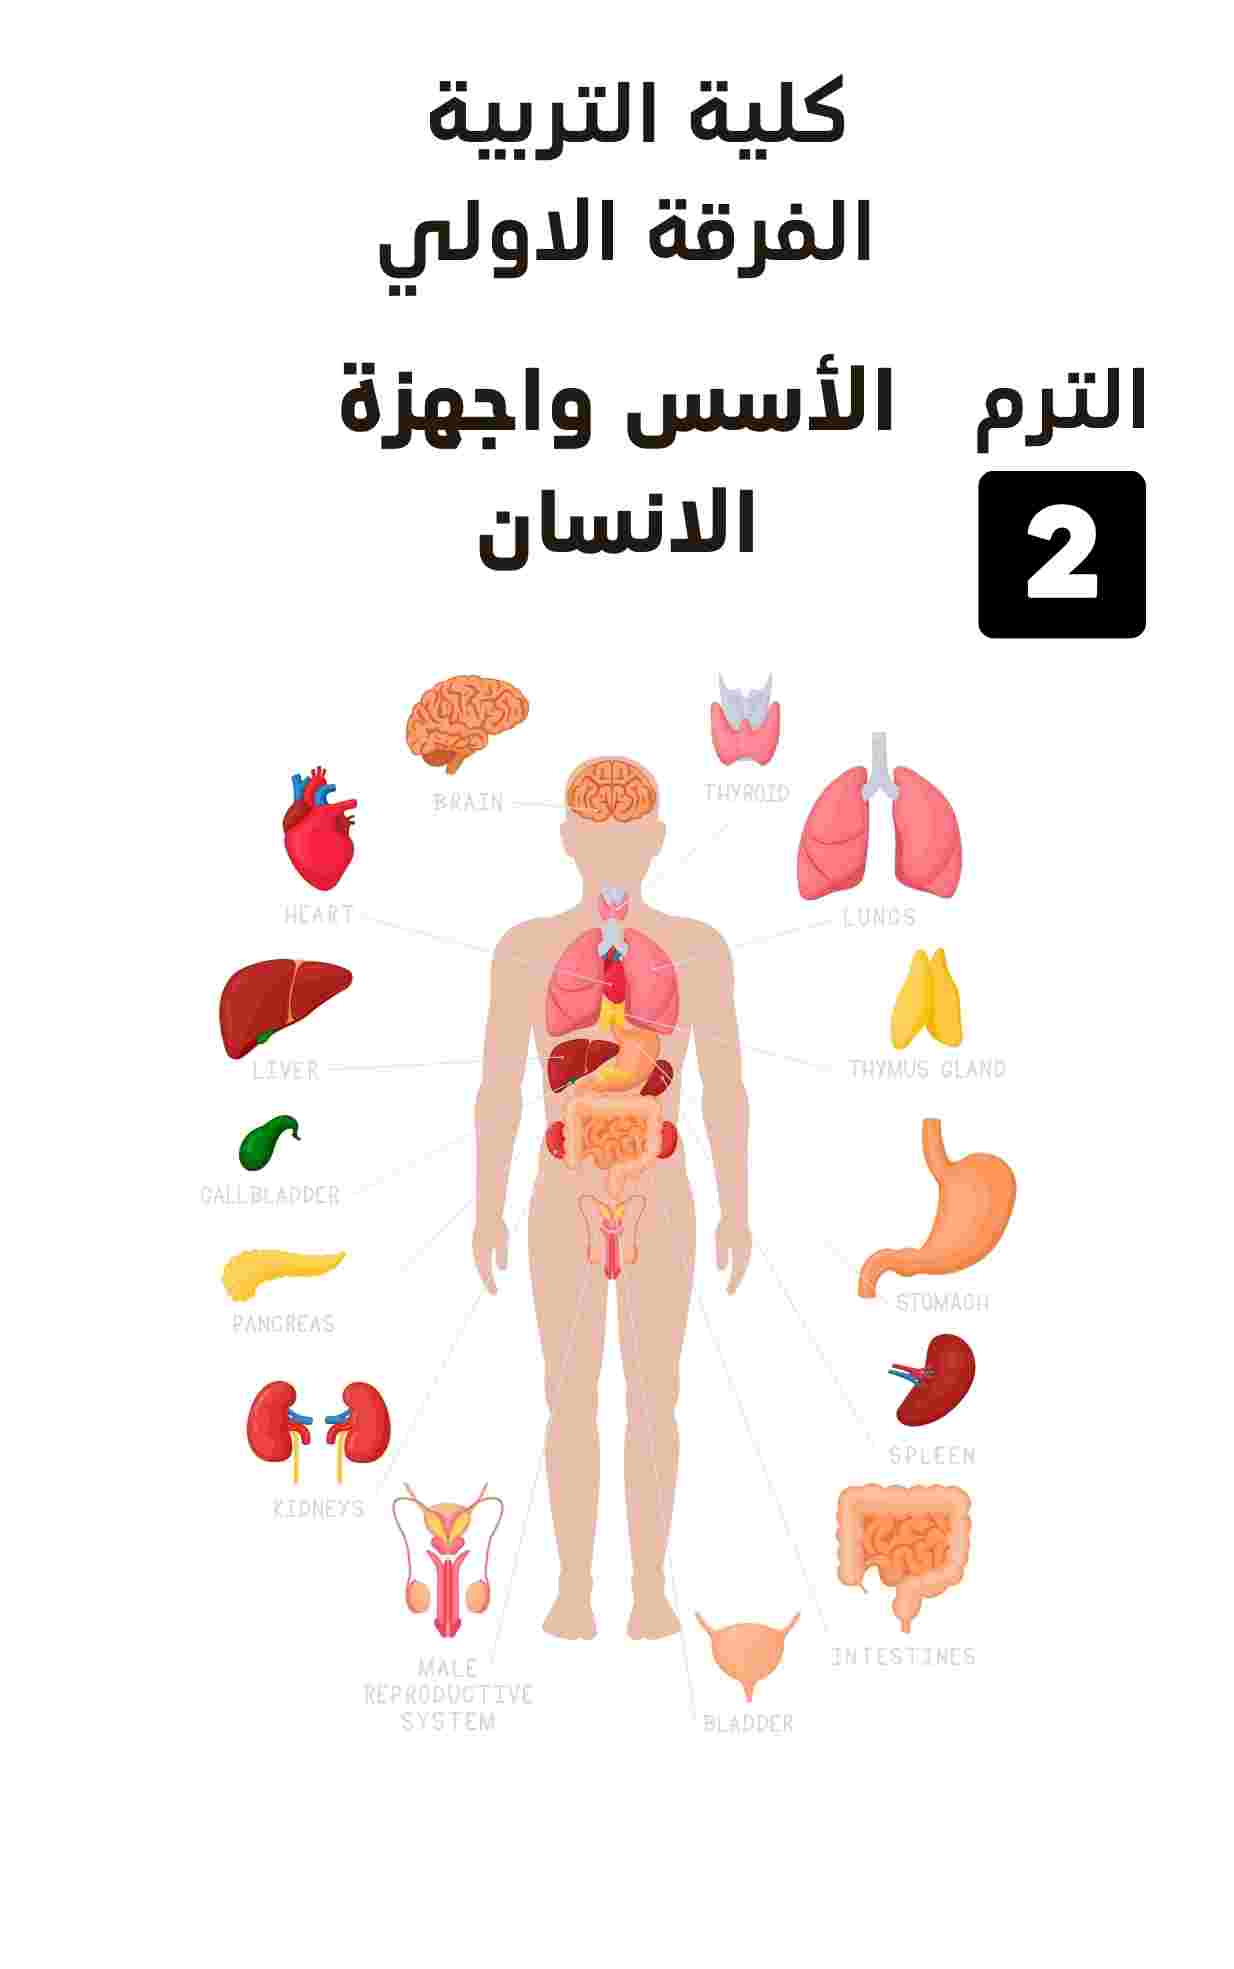 كلية التربية
الفرقة الاولي
الترم
الأسس واجهزة
الانسان
2
BRAIN
THYROID
HEART
LUNGS
LIVER
THYMUS GLAND
GALLBLADDER
STOMACH
PANCREAS
SPLEEN
KIDNEYS
INTESTINES
MALE
REPRODUCTIVE
SYSTEM
BLADDER